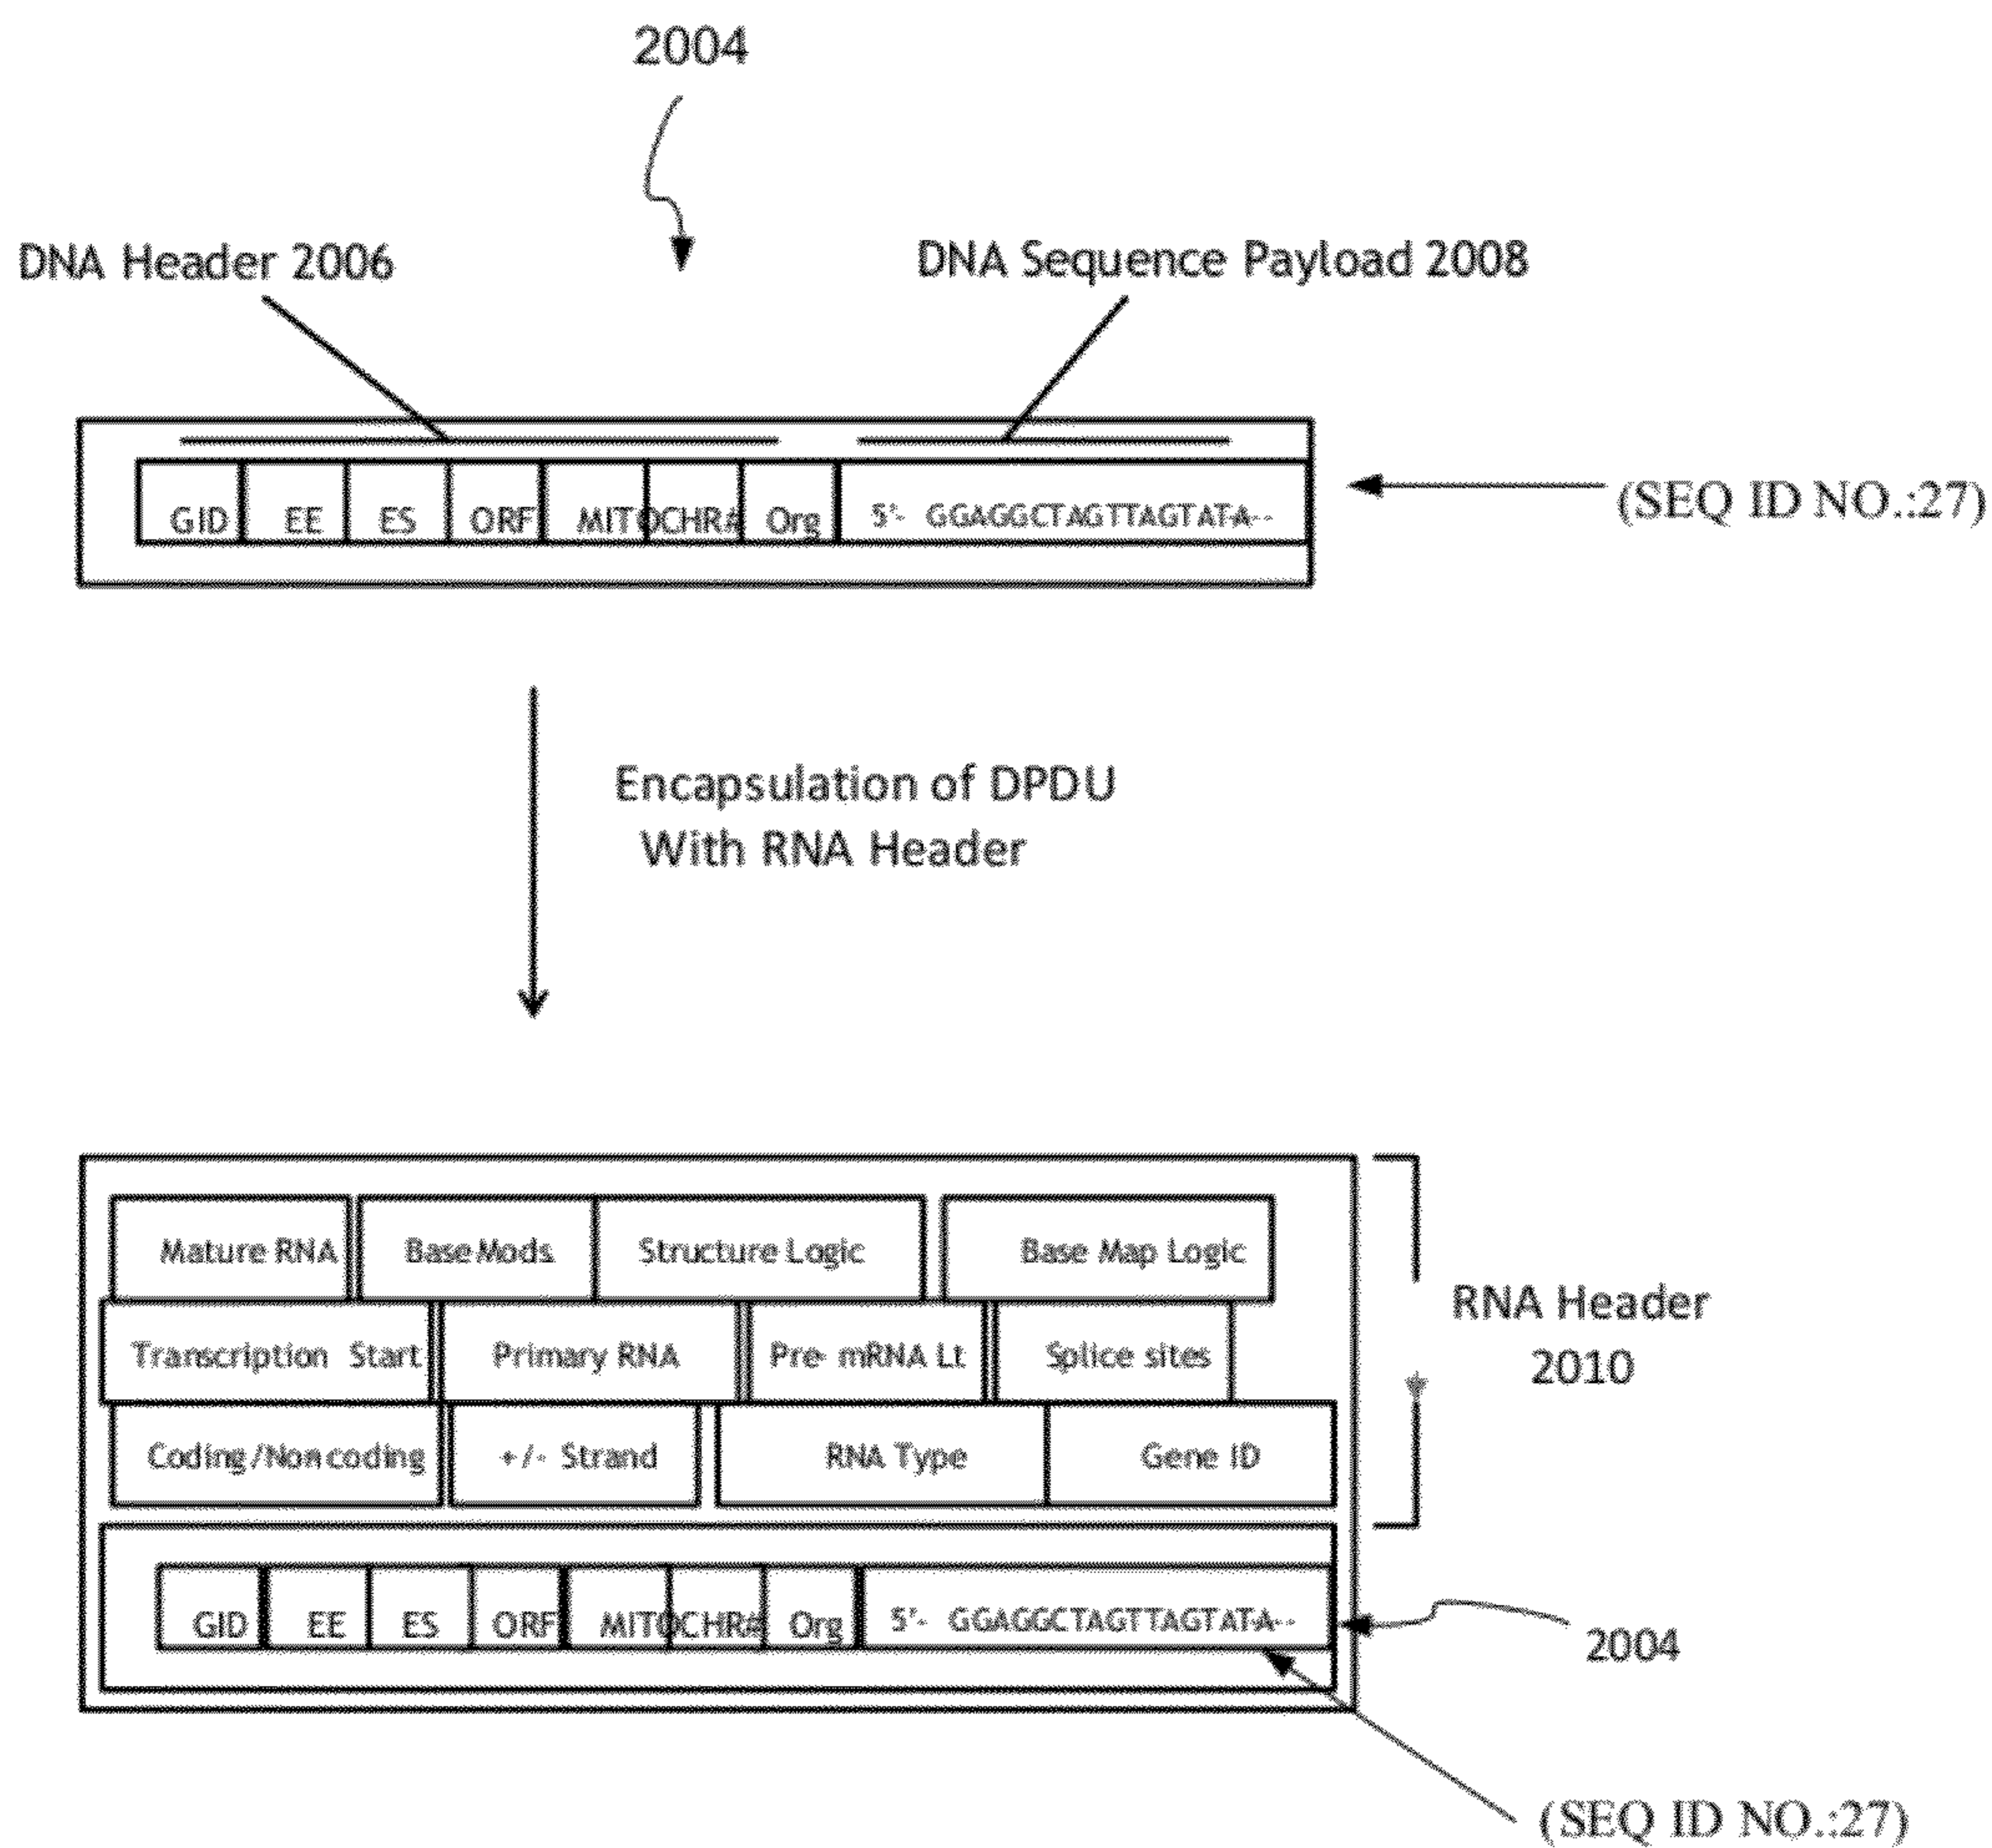 2004
DNA Header 2006
DNA Sequence Payload 2008
GID EE ES ORF MITOCHR# Org 5'- GGAGGCTAGTTAGTATA--
(SEQ ID NO.:27)
Encapsulation of DPDU
With RNA Header
Mature RNA Base Mods Structure Logic Base Map Logic
Transcription Start Primary RNA Pre- mRNA Lt Splice sites
Coding/Noncoding +/- Strand RNA Type Gene ID
RNA Header
2010
GID EE ES ORF MITOCHR# Org 5'- GGAGGCTAGTTAGTATA--
2004
(SEQ ID NO.:27)